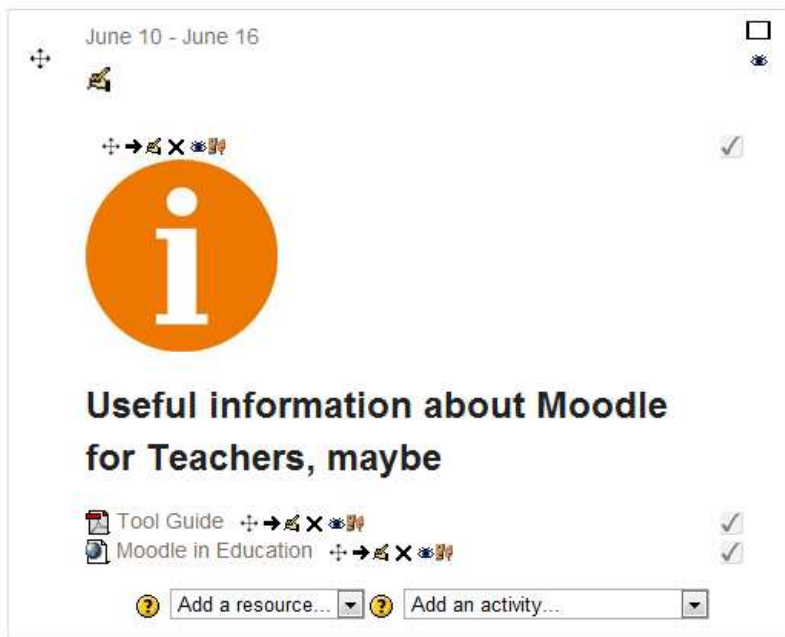 June 10 - June 16
i
Useful information about Moodle
for Teachers, maybe
Tool Guide
Moodle in Education
? Add a resource... ? Add an activity...